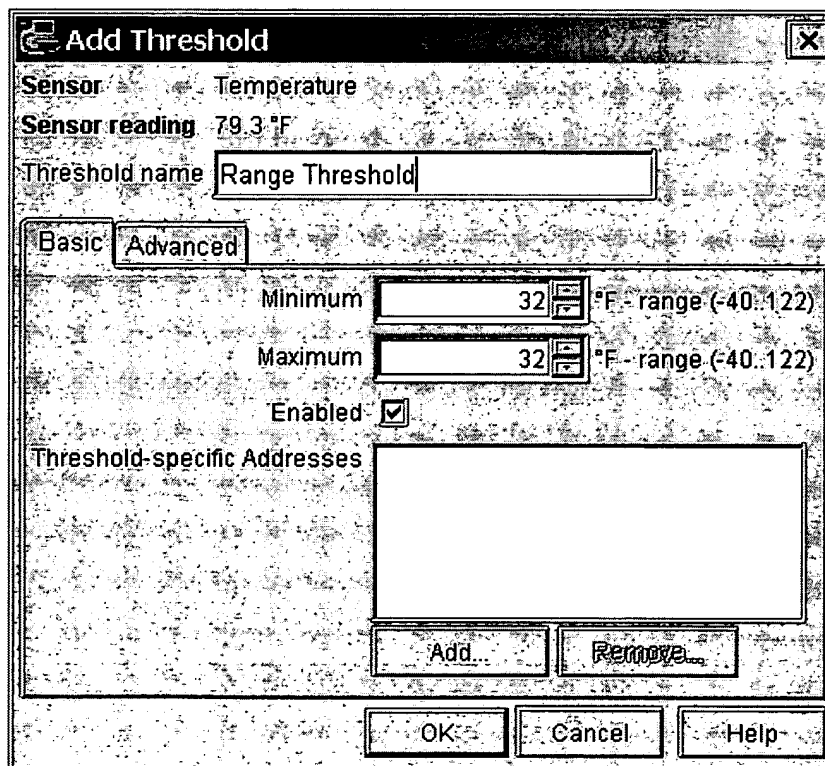 Add Threshold
Sensor Temperature
Sensor reading 79.3 °F
Threshold name Range Threshold
Basic Advanced
Minimum 32 °F - range (-40..122)
Maximum 32 °F - range (-40..122)
Enabled
Threshold-specific Addresses
Add... Remove...
OK Cancel Help